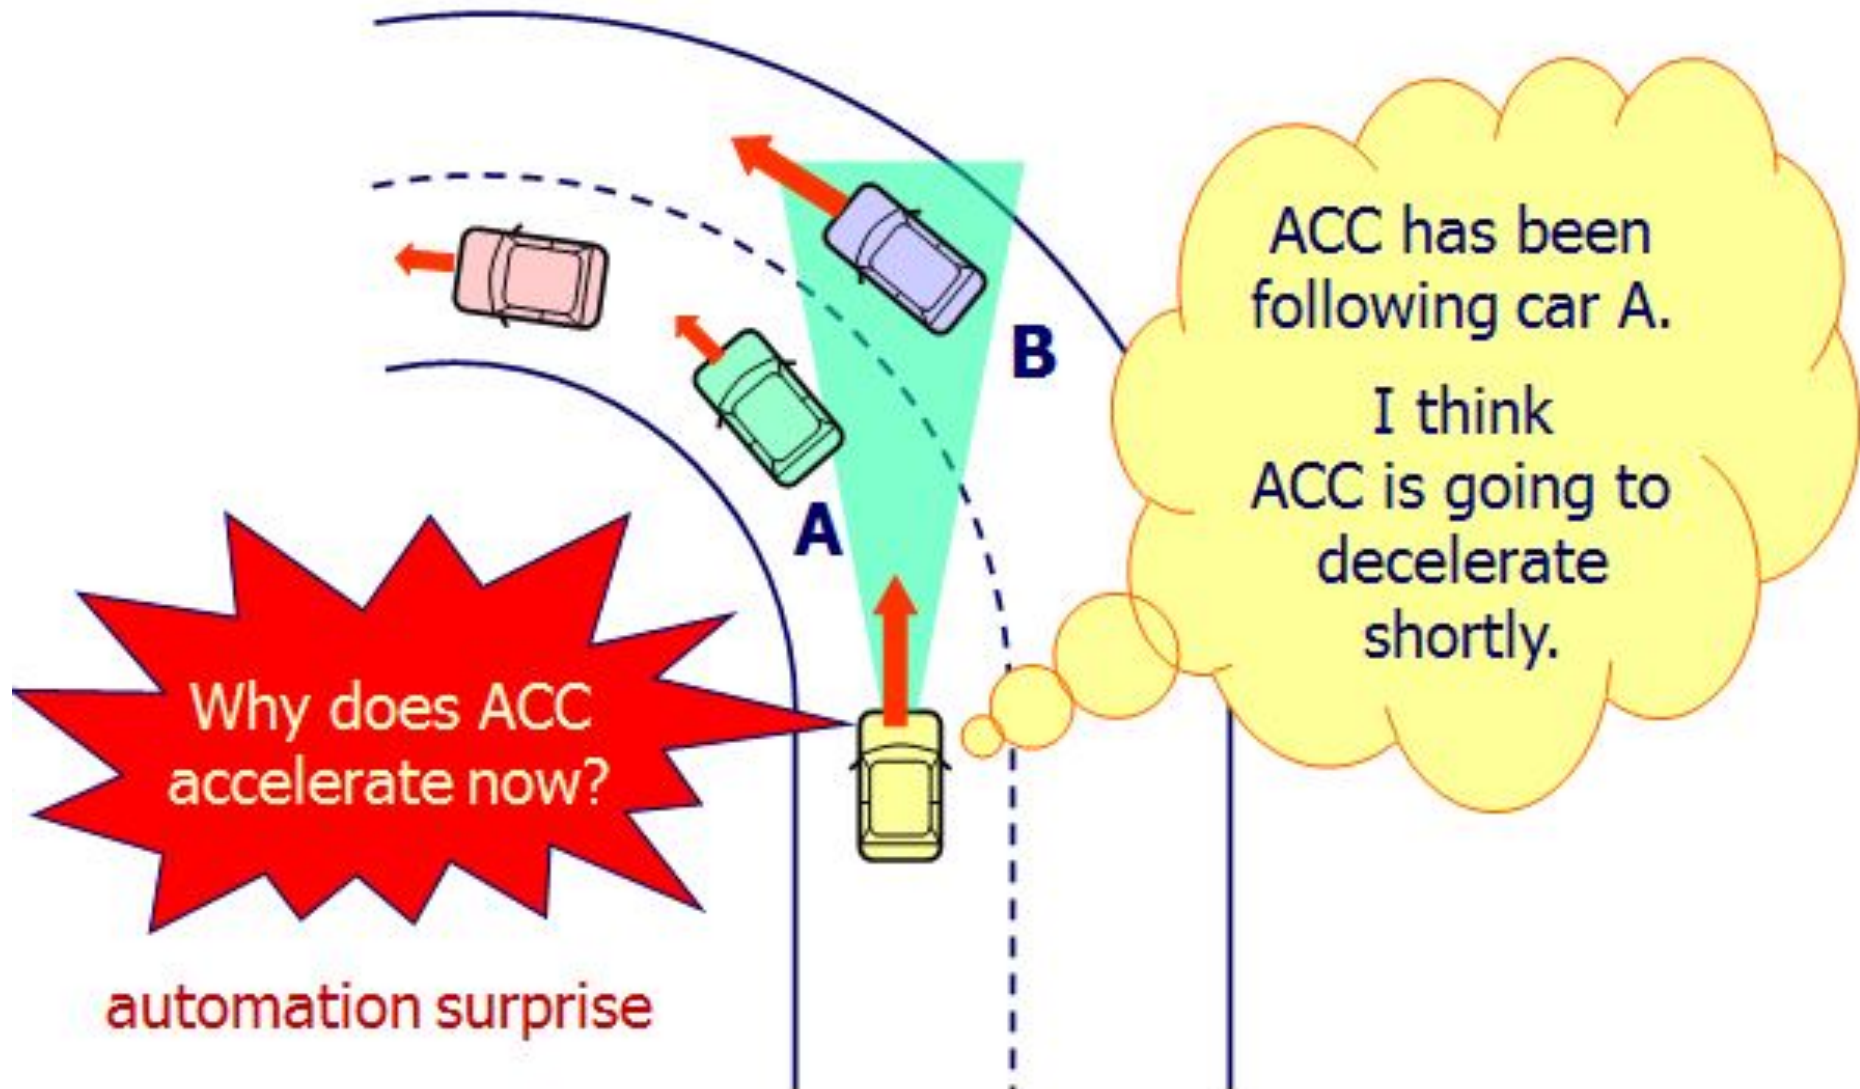 ACC has been
following car A.
I think
ACC is going to
decelerate
shortly.
B
A
Why does ACC
accelerate now?
automation surprise